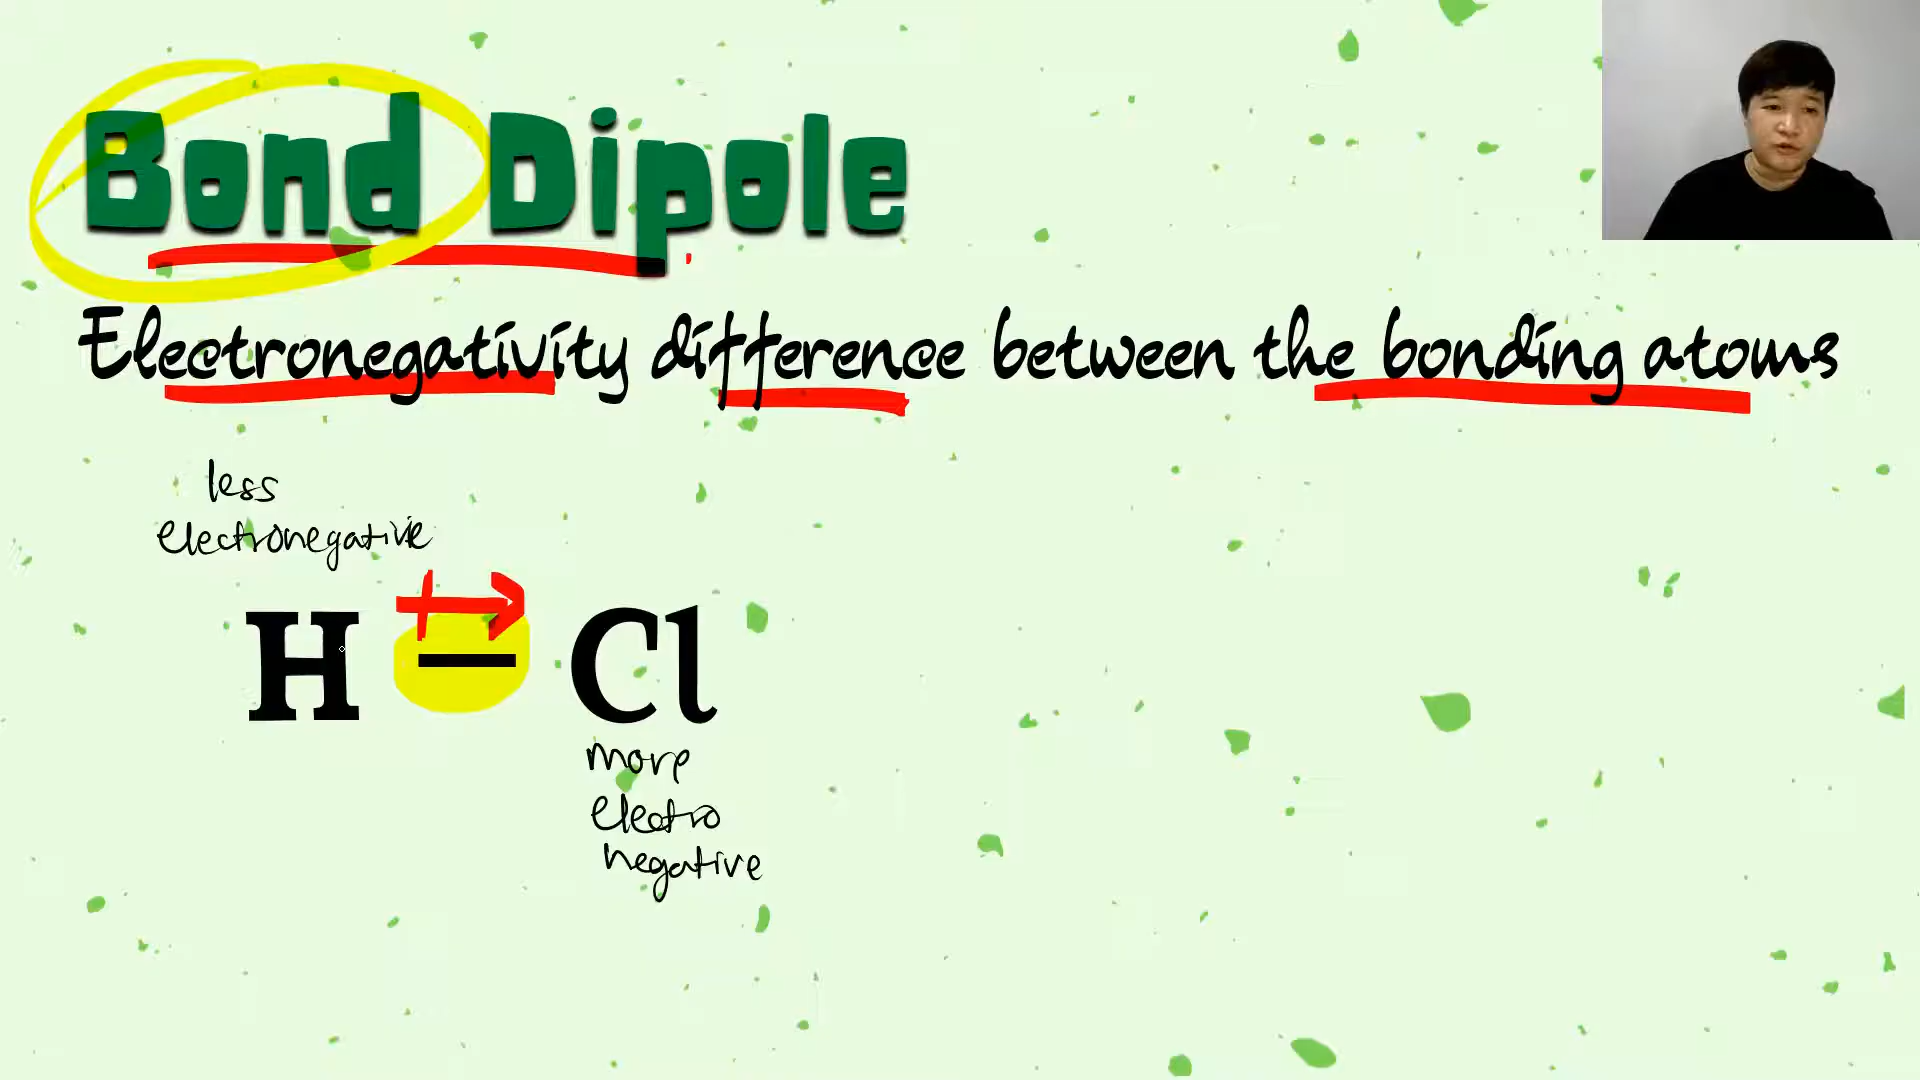 Bond Dipole
Electronegativity difference between the bonding atoms
less
electronegative
H — Cl
more
electro
negative